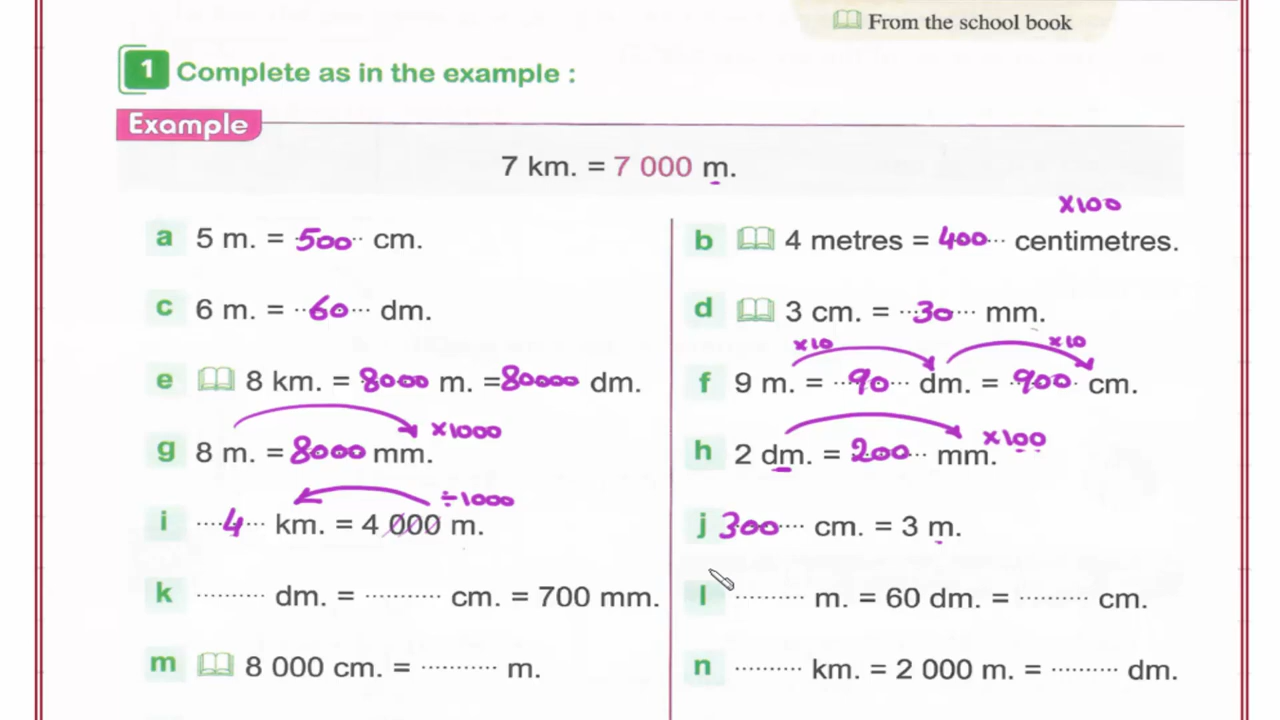 From the school book
1 Complete as in the example :
Example
7 km. = 7 000 m.
×100
a 5 m. = 500 cm.
b 4 metres = 400 centimetres.
c 6 m. = 60 dm.
d 3 cm. = 30 mm.
×10 ×10
e 8 km. = 8000 m. = 80000 dm.
f 9 m. = 90 dm. = 900 cm.
×1000
g 8 m. = 8000 mm.
×100
h 2 dm. = 200 mm.
÷1000
i 4 km. = 4 000 m.
j 300 cm. = 3 m.
k ......... dm. = .......... cm. = 700 mm.
l .......... m. = 60 dm. = ......... cm.
m 8 000 cm. = .......... m.
n ......... km. = 2 000 m. = ......... dm.